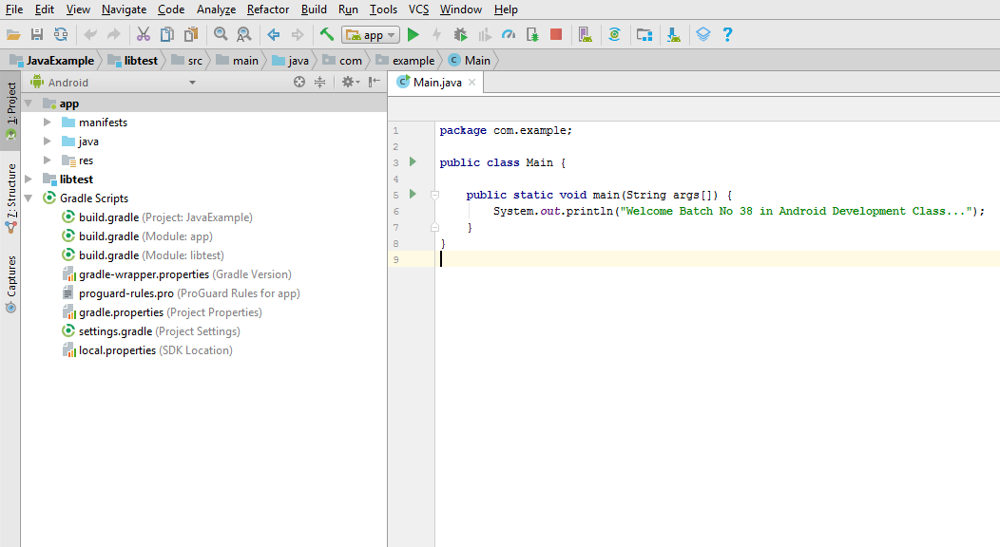 File Edit View Navigate Code Analyze Refactor Build Run Tools VCS Window Help
app
JavaExample libtest src main java com example Main
1: Project
7: Structure
Captures
Android
app
manifests
java
res
libtest
Gradle Scripts
build.gradle (Project: JavaExample)
build.gradle (Module: app)
build.gradle (Module: libtest)
gradle-wrapper.properties (Gradle Version)
proguard-rules.pro (ProGuard Rules for app)
gradle.properties (Project Properties)
settings.gradle (Project Settings)
local.properties (SDK Location)
Main.java
1 package com.example;
2
3 public class Main {
4
5 public static void main(String args[]) {
6 System.out.println("Welcome Batch No 38 in Android Development Class...");
7 }
8 }
9